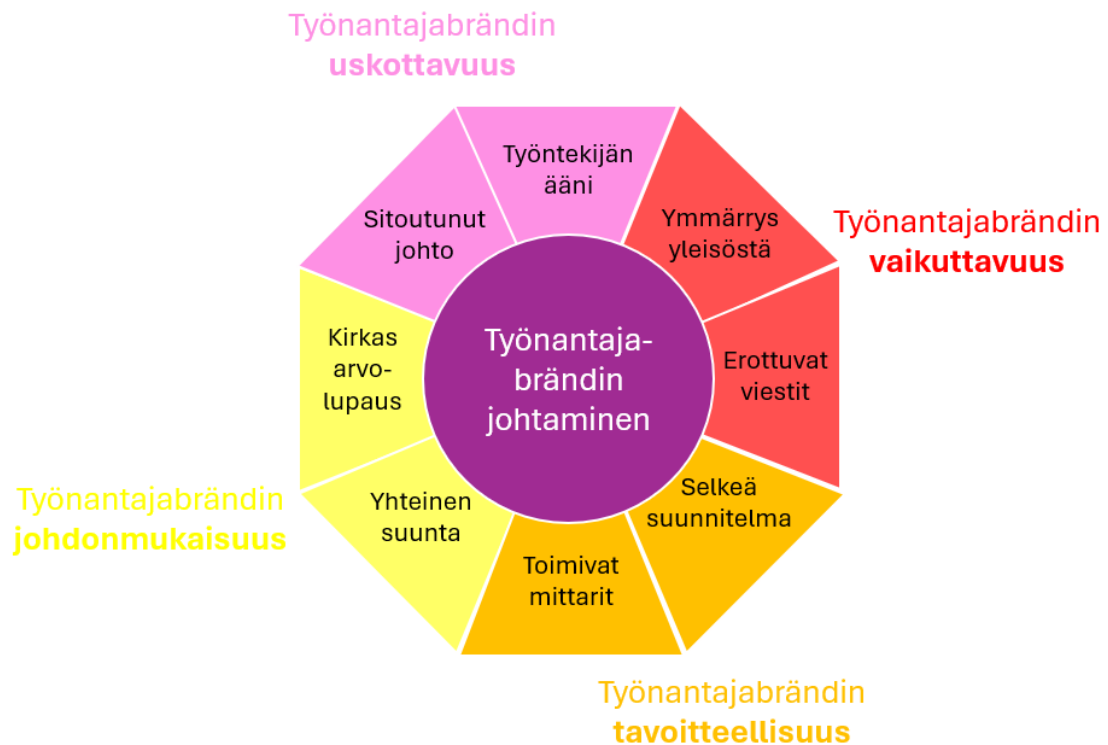 Työnantajabrändin
uskottavuus
Työntekijän
ääni
Sitoutunut
johto
Ymmärrys
yleisöstä
Työnantajabrändin
vaikuttavuus
Kirkas
arvo-
lupaus
Työnantaja-
brändin
johtaminen
Erottuvat
viestit
Työnantajabrändin
johdonmukaisuus
Yhteinen
suunta
Selkeä
suunnitelma
Toimivat
mittarit
Työnantajabrändin
tavoitteellisuus